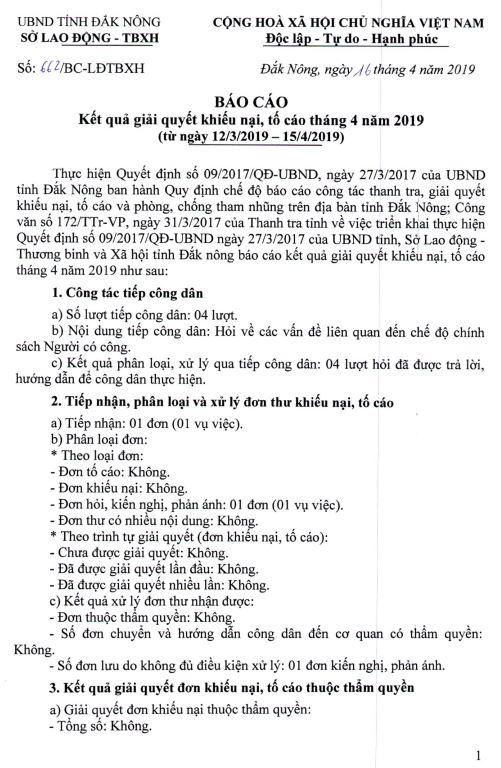 UBND TỈNH ĐẮK NÔNG
SỞ LAO ĐỘNG - TBXH
CỘNG HOÀ XÃ HỘI CHỦ NGHĨA VIỆT NAM
Độc lập - Tự do - Hạnh phúc
Số: 662/BC-LĐTBXH
Đắk Nông, ngày 16 tháng 4 năm 2019
BÁO CÁO
Kết quả giải quyết khiếu nại, tố cáo tháng 4 năm 2019
(từ ngày 12/3/2019 – 15/4/2019)
Thực hiện Quyết định số 09/2017/QĐ-UBND, ngày 27/3/2017 của UBND
tỉnh Đắk Nông ban hành Quy định chế độ báo cáo công tác thanh tra, giải quyết
khiếu nại, tố cáo và phòng, chống tham nhũng trên địa bàn tỉnh Đắk Nông; Công
văn số 172/TTr-VP, ngày 31/3/2017 của Thanh tra tỉnh về việc triển khai thực hiện
Quyết định số 09/2017/QĐ-UBND ngày 27/3/2017 của UBND tỉnh, Sở Lao động -
Thương binh và Xã hội tỉnh Đắk nông báo cáo kết quả giải quyết khiếu nại, tố cáo
tháng 4 năm 2019 như sau:
1. Công tác tiếp công dân
a) Số lượt tiếp công dân: 04 lượt.
b) Nội dung tiếp công dân: Hỏi về các vấn đề liên quan đến chế độ chính
sách Người có công.
c) Kết quả phân loại, xử lý qua tiếp công dân: 04 lượt hỏi đã được trả lời,
hướng dẫn để công dân thực hiện.
2. Tiếp nhận, phân loại và xử lý đơn thư khiếu nại, tố cáo
a) Tiếp nhận: 01 đơn (01 vụ việc).
b) Phân loại đơn:
* Theo loại đơn:
- Đơn tố cáo: Không.
- Đơn khiếu nại: Không.
- Đơn hỏi, kiến nghị, phản ánh: 01 đơn (01 vụ việc).
- Đơn thư có nhiều nội dung: Không.
* Theo trình tự giải quyết (đơn khiếu nại, tố cáo):
- Chưa được giải quyết: Không.
- Đã được giải quyết lần đầu: Không.
- Đã được giải quyết nhiều lần: Không.
c) Kết quả xử lý đơn thư nhận được:
- Đơn thuộc thẩm quyền: Không.
- Số đơn chuyển và hướng dẫn công dân đến cơ quan có thẩm quyền:
Không.
- Số đơn lưu do không đủ điều kiện xử lý: 01 đơn kiến nghị, phản ánh.
3. Kết quả giải quyết đơn khiếu nại, tố cáo thuộc thẩm quyền
a) Giải quyết đơn khiếu nại thuộc thẩm quyền:
- Tổng số: Không.
1